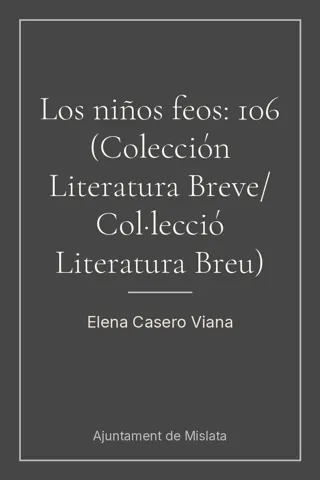 Los niños feos: 106
(Colección
Literatura Breve/
Col·lecció
Literatura Breu)
Elena Casero Viana
Ajuntament de Mislata